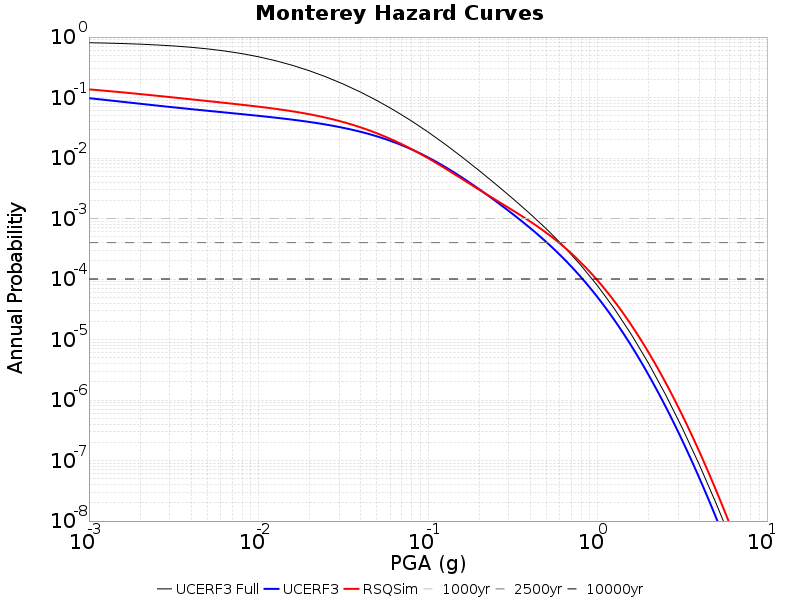 Monterey Hazard Curves
Annual Probabilitiy
10^0
10^-1
10^-2
10^-3
10^-4
10^-5
10^-6
10^-7
10^-8
10^-3 10^-2 10^-1 10^0 10^1
PGA (g)
UCERF3 Full UCERF3 RSQSim 1000yr 2500yr 10000yr